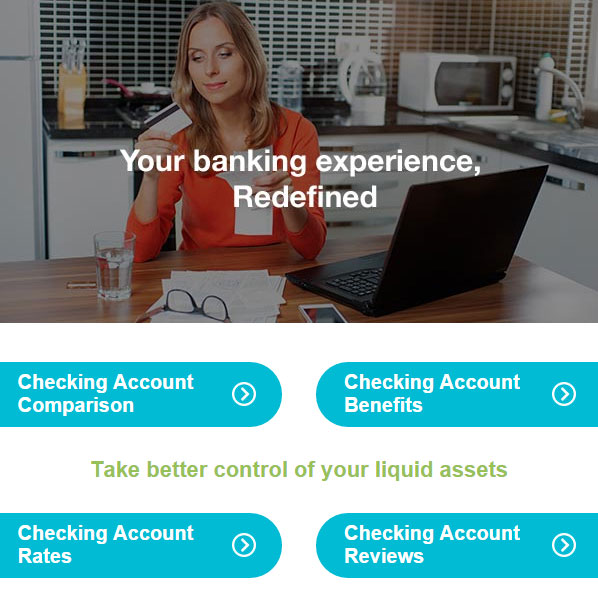 Your banking experience,
Redefined
Checking Account
Comparison
Checking Account
Benefits
Take better control of your liquid assets
Checking Account
Rates
Checking Account
Reviews